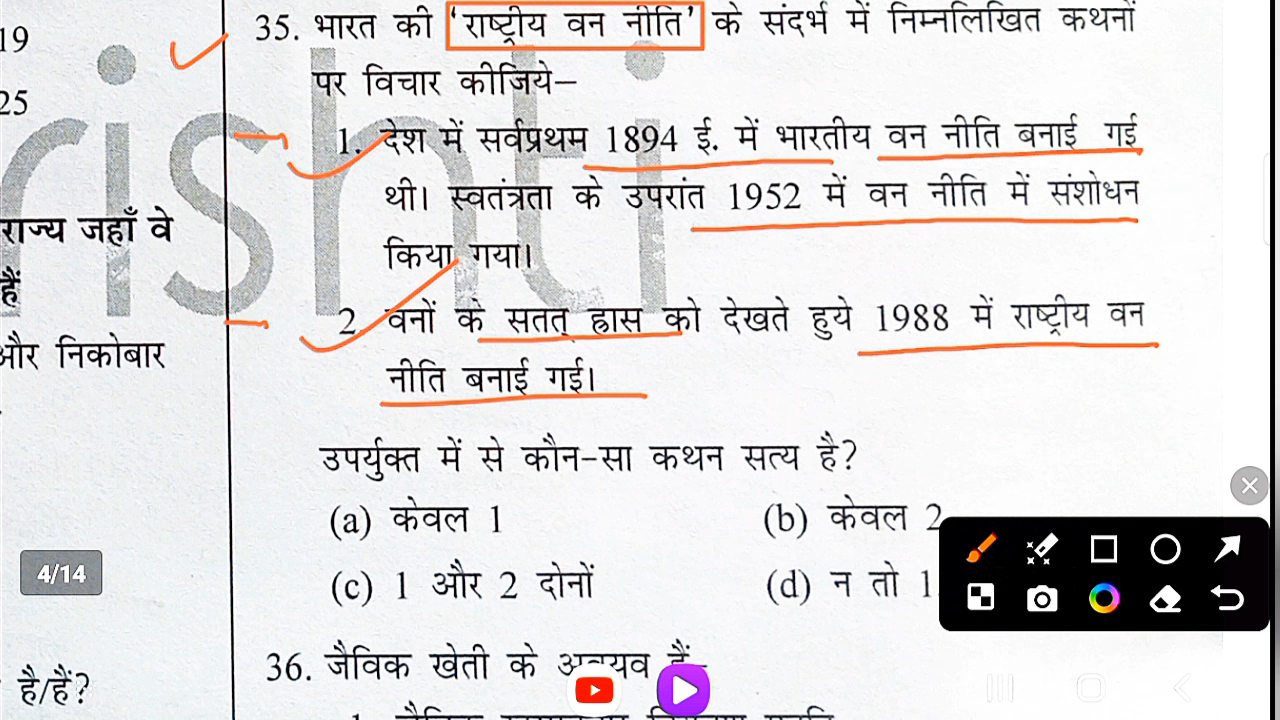 19
25
राज्य जहाँ वे
हैं
और निकोबार
है/हैं?
rishti
35. भारत की 'राष्ट्रीय वन नीति' के संदर्भ में निम्नलिखित कथनों
पर विचार कीजिये–
1. देश में सर्वप्रथम 1894 ई. में भारतीय वन नीति बनाई गई
थी। स्वतंत्रता के उपरांत 1952 में वन नीति में संशोधन
किया गया।
2. वनों के सतत् ह्रास को देखते हुये 1988 में राष्ट्रीय वन
नीति बनाई गई।
उपर्युक्त में से कौन-सा कथन सत्य है?
(a) केवल 1
(b) केवल 2
(c) 1 और 2 दोनों
(d) न तो 1
36. जैविक खेती के अवयव हैं–
4/14